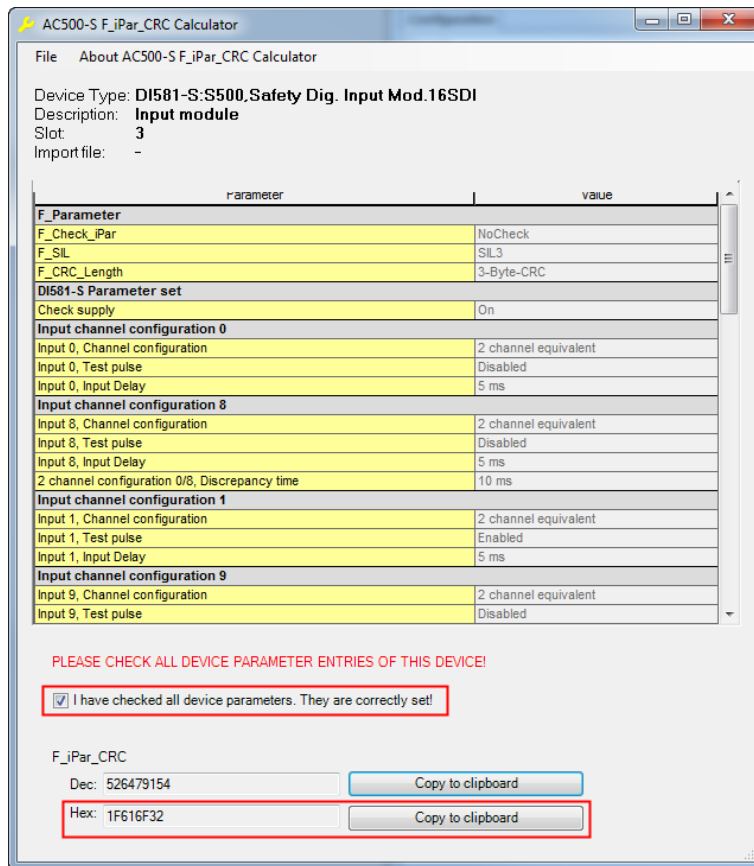 AC500-S F_iPar_CRC Calculator
File About AC500-S F_iPar_CRC Calculator
Device Type: DI581-S:S500,Safety Dig. Input Mod.16SDI
Description: Input module
Slot: 3
Import file: -
Parameter Value
F_Parameter
F_Check_iPar NoCheck
F_SIL SIL3
F_CRC_Length 3-Byte-CRC
DI581-S Parameter set
Check supply On
Input channel configuration 0
Input 0, Channel configuration 2 channel equivalent
Input 0, Test pulse Disabled
Input 0, Input Delay 5 ms
Input channel configuration 8
Input 8, Channel configuration 2 channel equivalent
Input 8, Test pulse Disabled
Input 8, Input Delay 5 ms
2 channel configuration 0/8, Discrepancy time 10 ms
Input channel configuration 1
Input 1, Channel configuration 2 channel equivalent
Input 1, Test pulse Enabled
Input 1, Input Delay 5 ms
Input channel configuration 9
Input 9, Channel configuration 2 channel equivalent
Input 9, Test pulse Disabled
PLEASE CHECK ALL DEVICE PARAMETER ENTRIES OF THIS DEVICE!
I have checked all device parameters. They are correctly set!
F_iPar_CRC
Dec: 526479154 Copy to clipboard
Hex: 1F616F32 Copy to clipboard